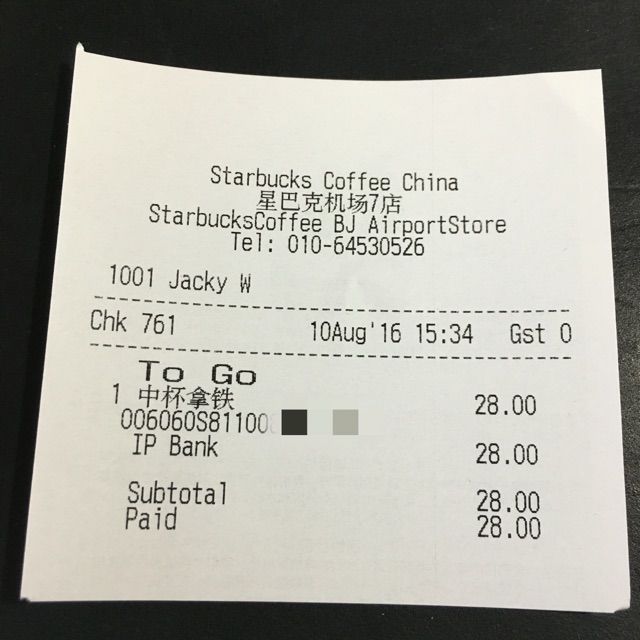 Starbucks Coffee China
星巴克机场7店
StarbucksCoffee BJ AirportStore
Tel: 010-64530526
1001 Jacky W
Chk 761 10Aug'16 15:34 Gst 0
To Go
1 中杯拿铁 28.00
006060S81100
IP Bank 28.00
Subtotal 28.00
Paid 28.00